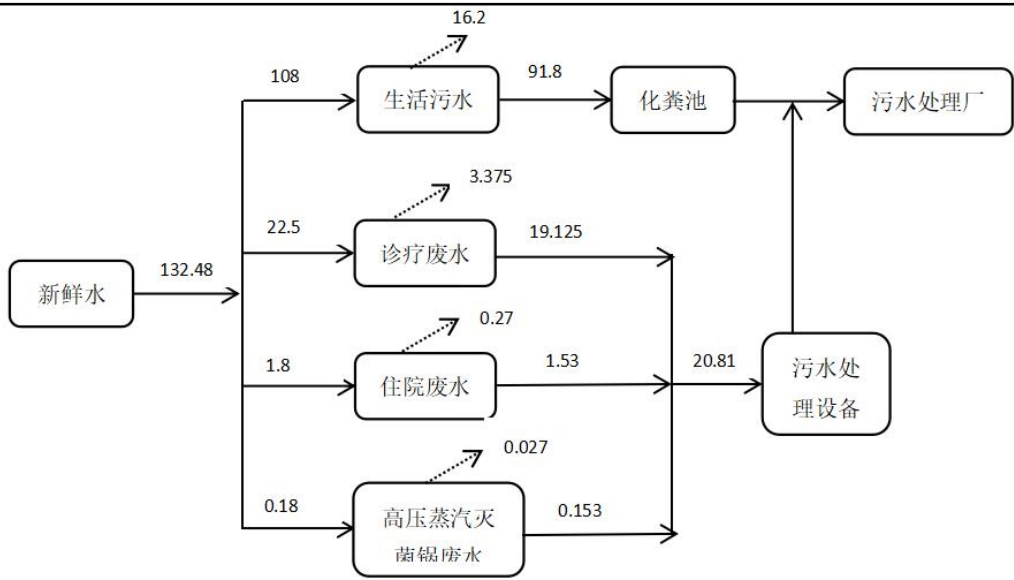 16.2
108
生活污水
91.8
化粪池
污水处理厂
3.375
22.5
诊疗废水
19.125
新鲜水
132.48
0.27
1.8
住院废水
1.53
20.81
污水处
理设备
0.027
0.18
高压蒸汽灭
菌锅废水
0.153